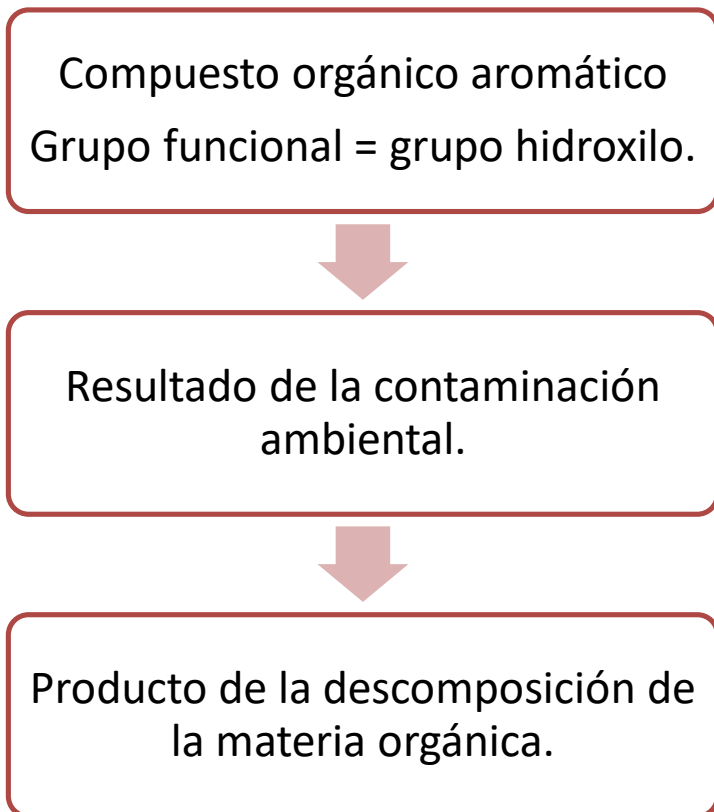 Compuesto orgánico aromático
Grupo funcional = grupo hidroxilo.
Resultado de la contaminación
ambiental.
Producto de la descomposición de
la materia orgánica.